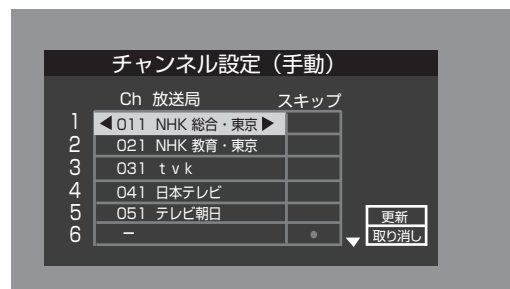 チャンネル設定（手動）
Ch 放送局 スキップ
1 ◀011 NHK 総合・東京▶
2 021 NHK 教育・東京
3 031 ｔｖｋ
4 041 日本テレビ
5 051 テレビ朝日 更新
6 − ● ▼ 取り消し